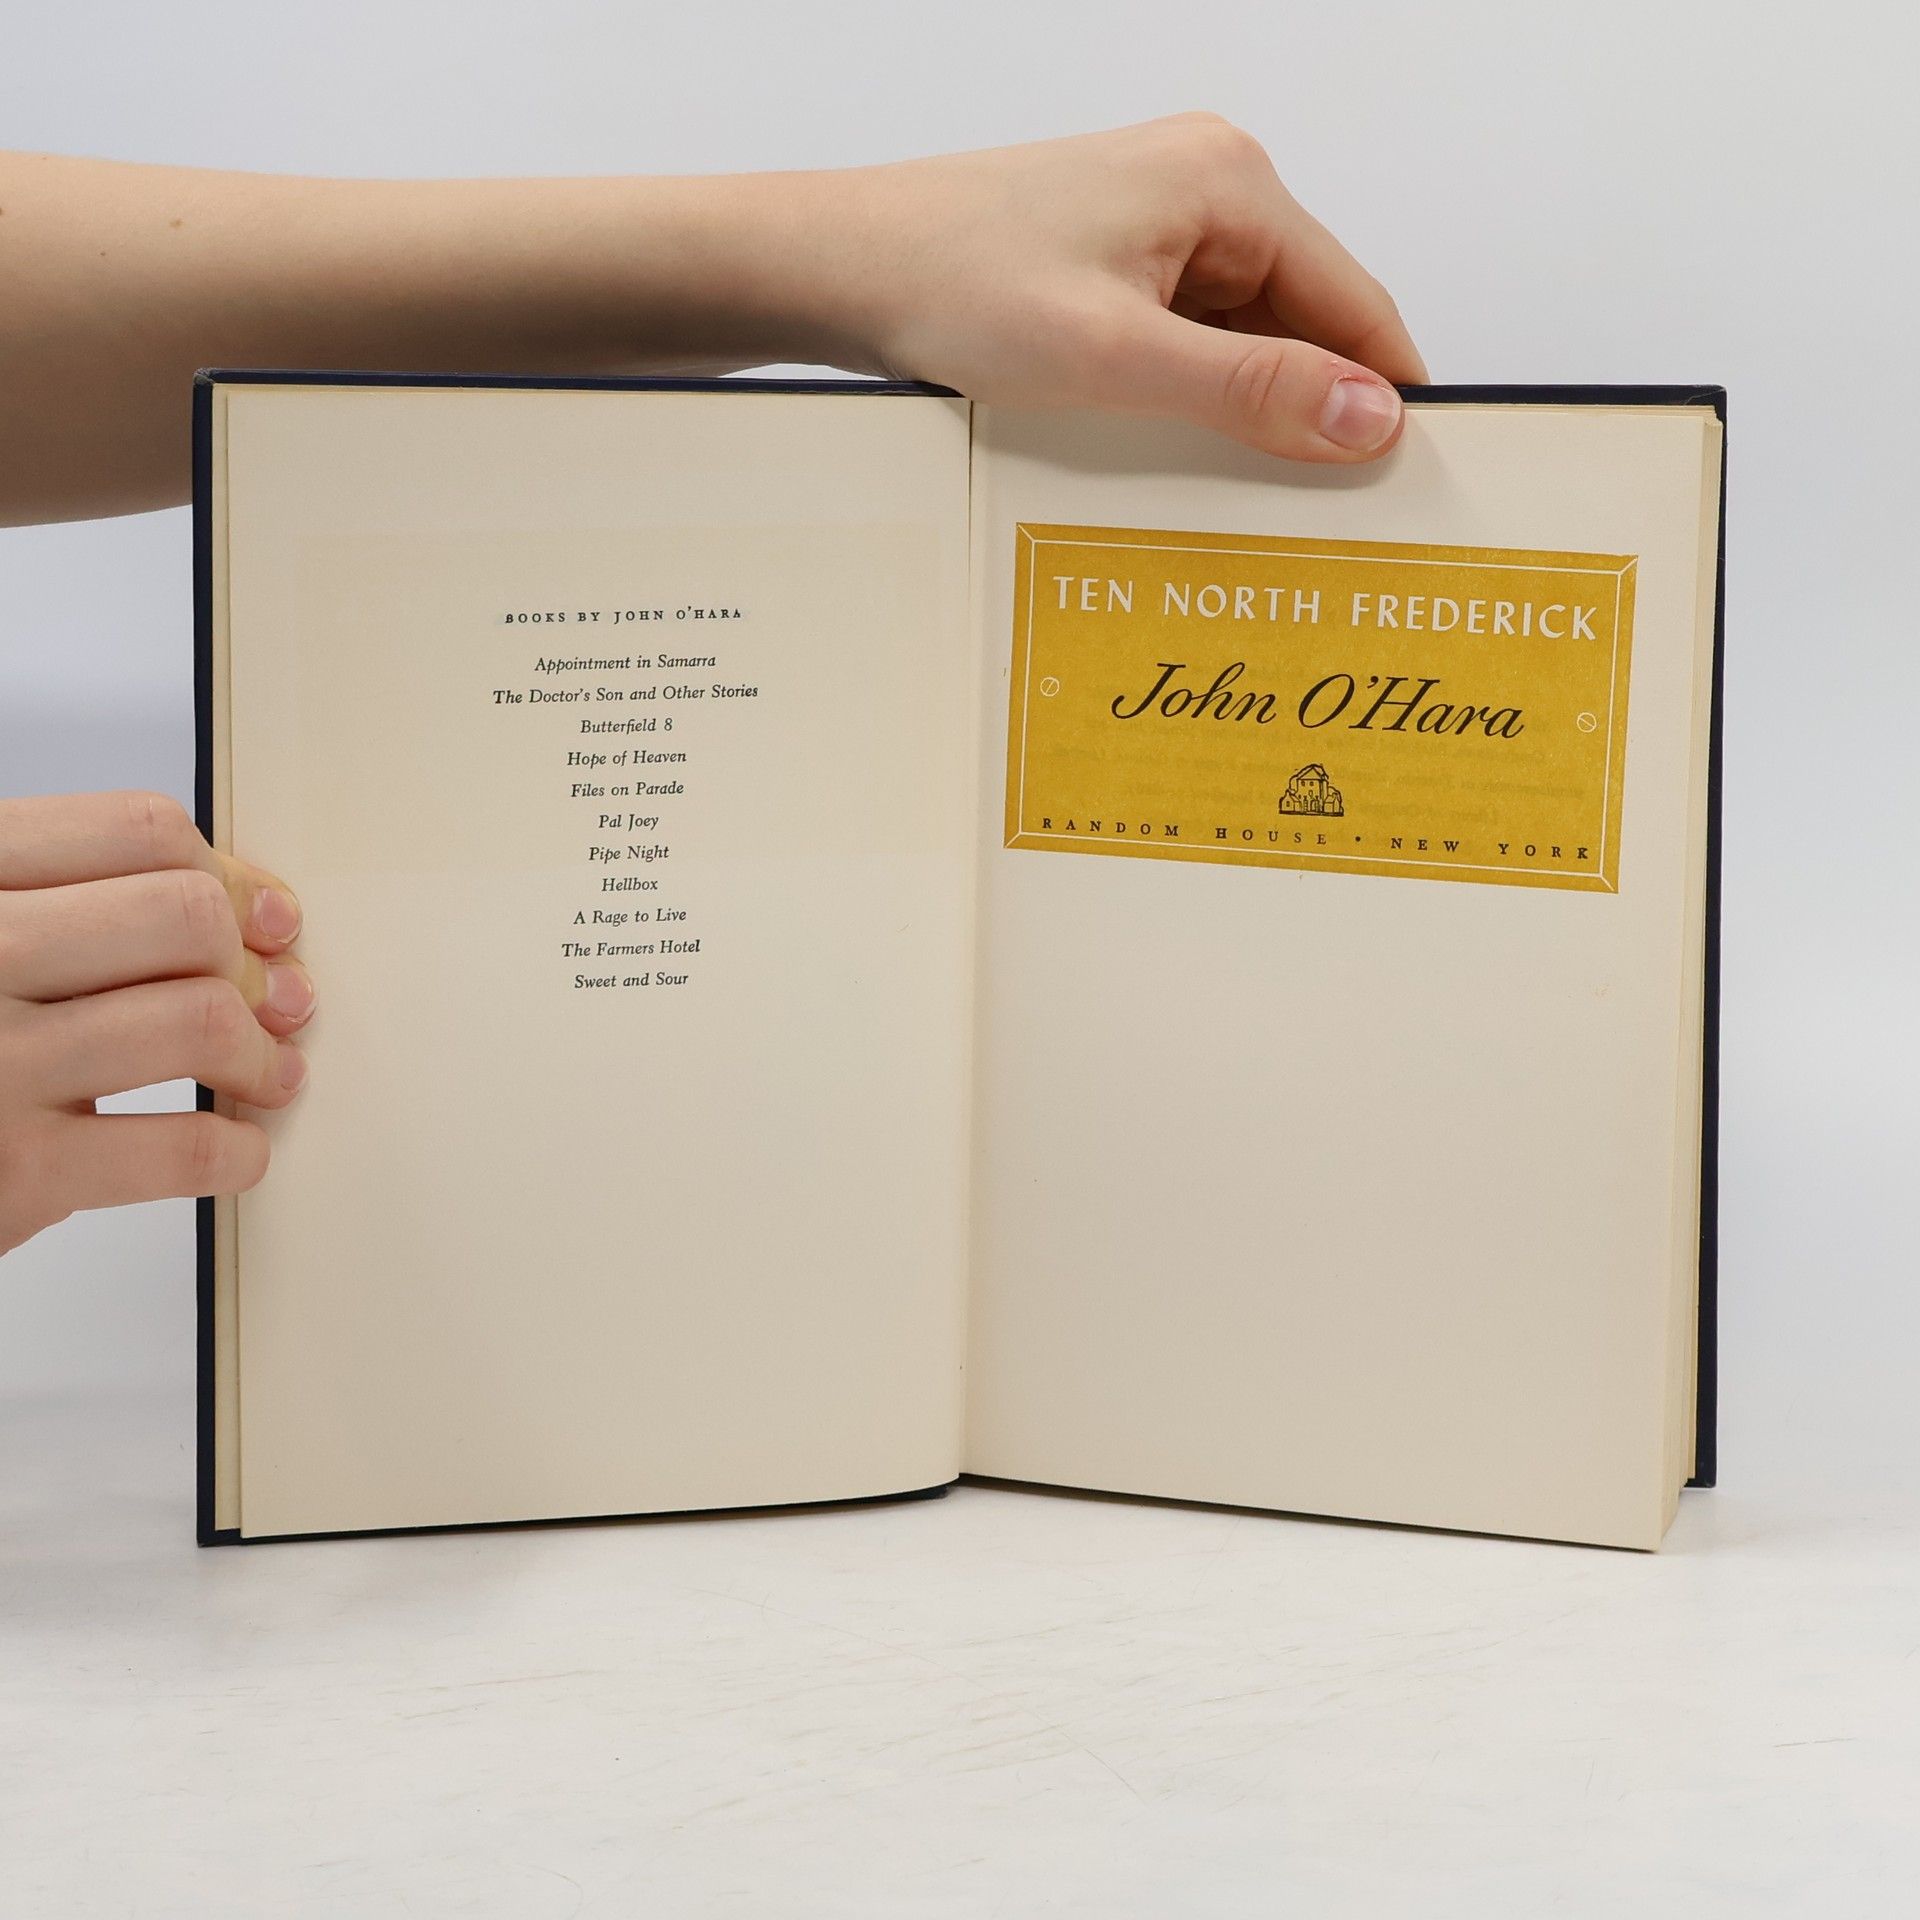 BOOKS BY JOHN O'HARA
Appointment in Samarra
The Doctor's Son and Other Stories
Butterfield 8
Hope of Heaven
Files on Parade
Pal Joey
Pipe Night
Hellbox
A Rage to Live
The Farmers Hotel
Sweet and Sour
TEN NORTH FREDERICK
John O'Hara
RANDOM HOUSE • NEW YORK